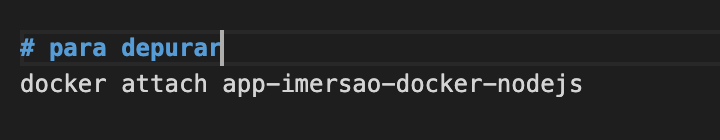 # para depurar
docker attach app-imersao-docker-nodejs